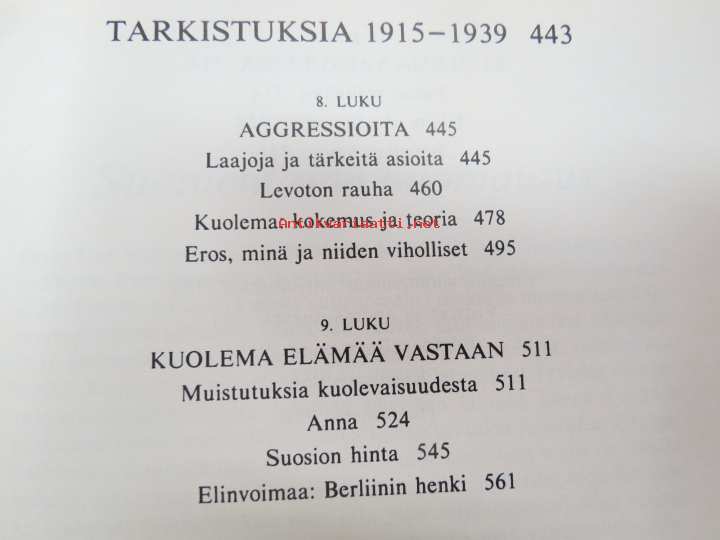 TARKISTUKSIA 1915–1939 443
8. LUKU
AGGRESSIOITA 445
Laajoja ja tärkeitä asioita 445
Levoton rauha 460
Kuolema: kokemus ja teoria 478
Antikvariaatti.net
Eros, minä ja niiden viholliset 495
9. LUKU
KUOLEMA ELÄMÄÄ VASTAAN 511
Muistutuksia kuolevaisuudesta 511
Anna 524
Suosion hinta 545
Elinvoimaa: Berliinin henki 561